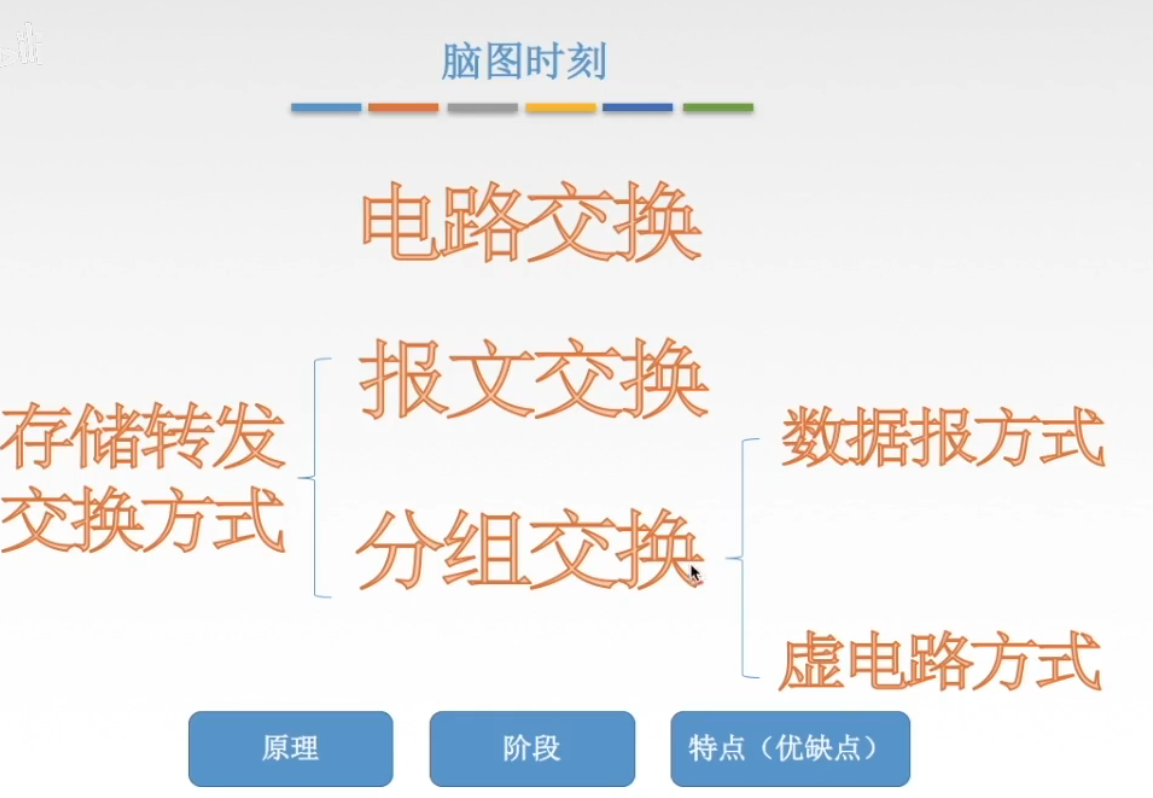 脑图时刻
电路交换
报文交换
存储转发
交换方式
分组交换
数据报方式
虚电路方式
原理
阶段
特点（优缺点）